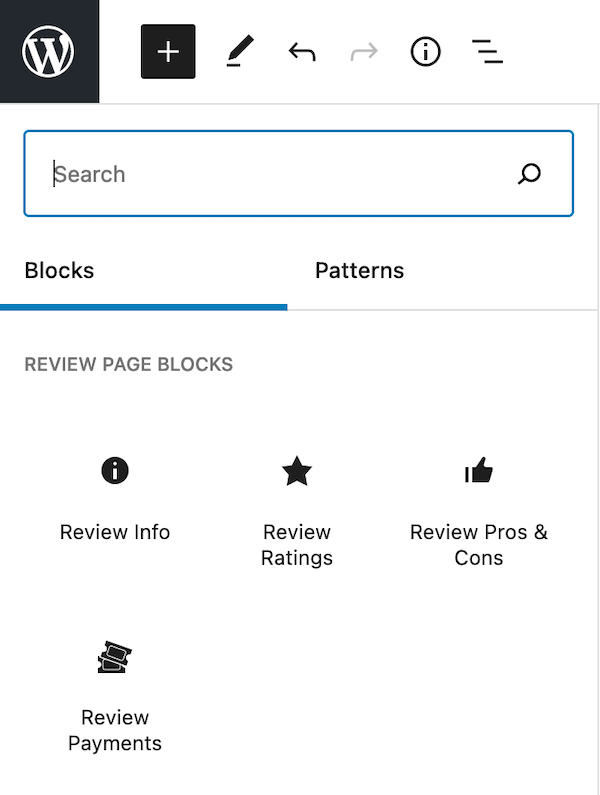 Search
Blocks
Patterns
REVIEW PAGE BLOCKS
Review Info
Review
Ratings
Review Pros &
Cons
Review
Payments